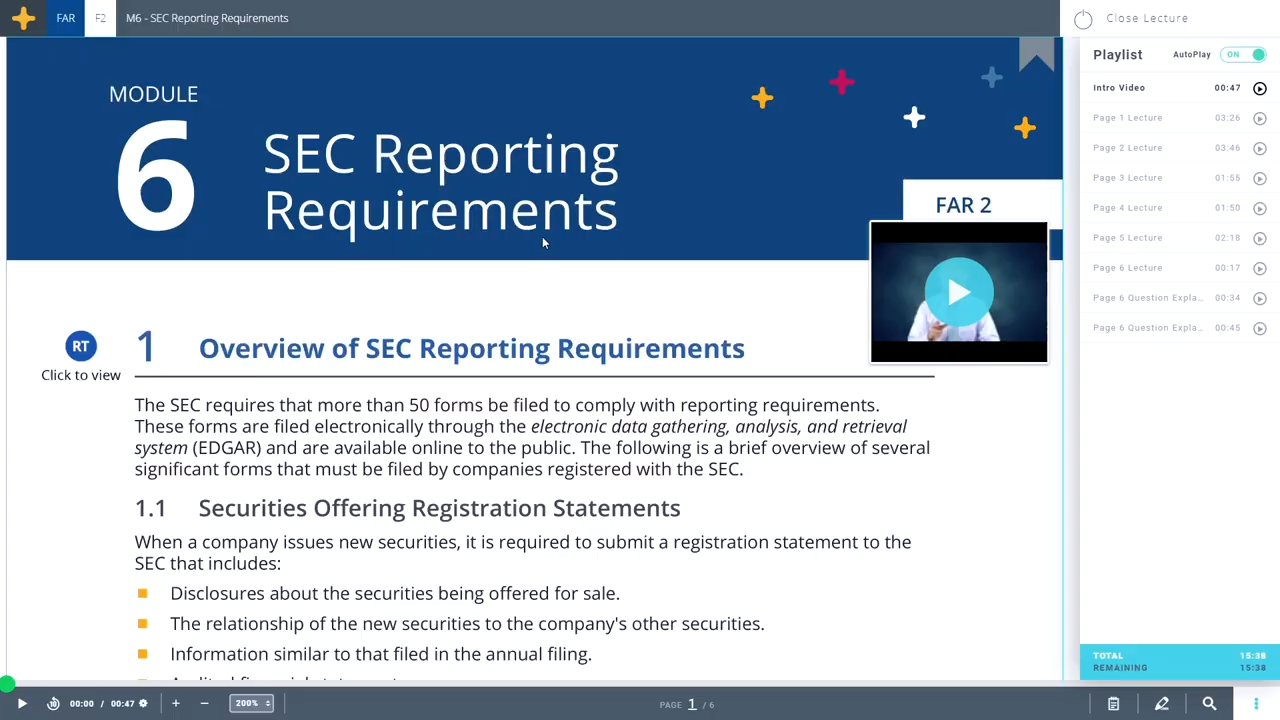 FAR
F2
M6 - SEC Reporting Requirements
Close Lecture
MODULE
6
SEC Reporting
Requirements
FAR 2
RT
Click to view
1 Overview of SEC Reporting Requirements
The SEC requires that more than 50 forms be filed to comply with reporting requirements.
These forms are filed electronically through the electronic data gathering, analysis, and retrieval
system (EDGAR) and are available online to the public. The following is a brief overview of several
significant forms that must be filed by companies registered with the SEC.
1.1 Securities Offering Registration Statements
When a company issues new securities, it is required to submit a registration statement to the
SEC that includes:
Disclosures about the securities being offered for sale.
The relationship of the new securities to the company's other securities.
Information similar to that filed in the annual filing.
Playlist AutoPlay ON
Intro Video 00:47
Page 1 Lecture 03:26
Page 2 Lecture 03:46
Page 3 Lecture 01:55
Page 4 Lecture 01:50
Page 5 Lecture 02:18
Page 6 Lecture 00:17
Page 6 Question Expla... 00:34
Page 6 Question Expla... 00:45
TOTAL 15:38
REMAINING 15:38
10 00:00 / 00:47 + − 200%
PAGE 1 / 6